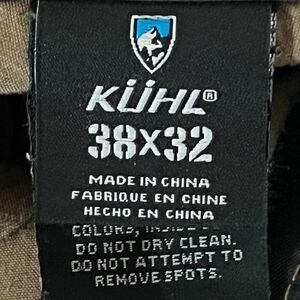 KÜHL®
38X32
MADE IN CHINA
FABRIQUE EN CHINE
HECHO EN CHINA
COLORS, INSIDE
DO NOT DRY CLEAN.
DO NOT ATTEMPT TO
REMOVE SPOTS.